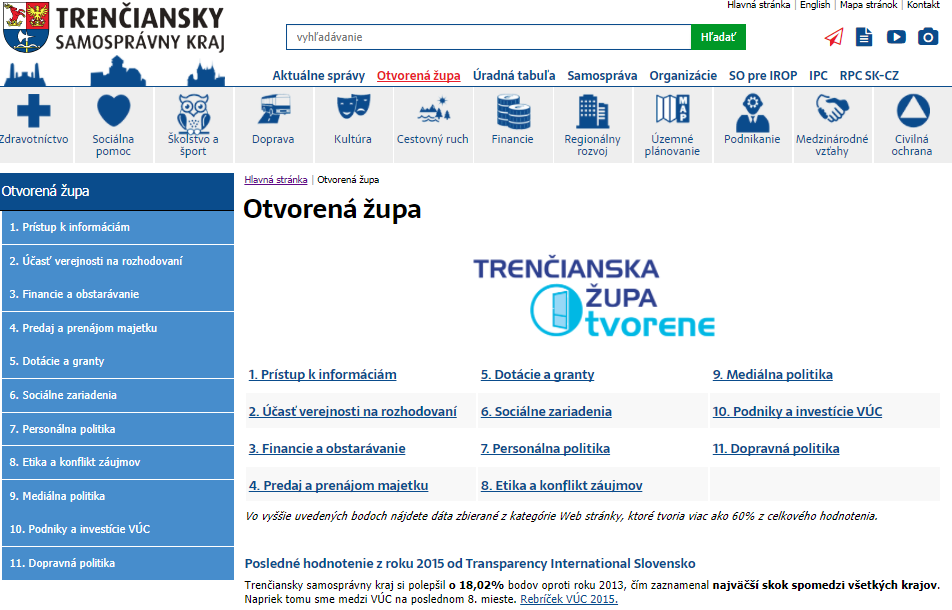 TRENČIANSKY
SAMOSPRÁVNY KRAJ
Hlavná stránka | English | Mapa stránok | Kontakt
vyhľadávanie
Hľadať
Aktuálne správy Otvorená župa Úradná tabuľa Samospráva Organizácie SO pre IROP IPC RPC SK-CZ
Zdravotníctvo
Sociálna
pomoc
Školstvo a
šport
Doprava
Kultúra
Cestovný ruch
Financie
Regionálny
rozvoj
MAP
Územné
plánovanie
Podnikanie
Medzinárodné
vzťahy
Civilná
ochrana
Otvorená župa
1. Prístup k informáciám
2. Účasť verejnosti na rozhodovaní
3. Financie a obstarávanie
4. Predaj a prenájom majetku
5. Dotácie a granty
6. Sociálne zariadenia
7. Personálna politika
8. Etika a konflikt záujmov
9. Mediálna politika
10. Podniky a investície VÚC
11. Dopravná politika
Hlavná stránka | Otvorená župa
Otvorená župa
TRENČIANSKA
ŽUPA
Otvorene
1. Prístup k informáciám 5. Dotácie a granty 9. Mediálna politika
2. Účasť verejnosti na rozhodovaní 6. Sociálne zariadenia 10. Podniky a investície VÚC
3. Financie a obstarávanie 7. Personálna politika 11. Dopravná politika
4. Predaj a prenájom majetku 8. Etika a konflikt záujmov
Vo vyššie uvedených bodoch nájdete dáta zbierané z kategórie Web stránky, ktoré tvoria viac ako 60% z celkového hodnotenia.
Posledné hodnotenie z roku 2015 od Transparency International Slovensko
Trenčiansky samosprávny kraj si polepšil o 18,02% bodov oproti roku 2013, čím zaznamenal najväčší skok spomedzi všetkých krajov.
Napriek tomu sme medzi VÚC na poslednom 8. mieste. Rebríček VÚC 2015.